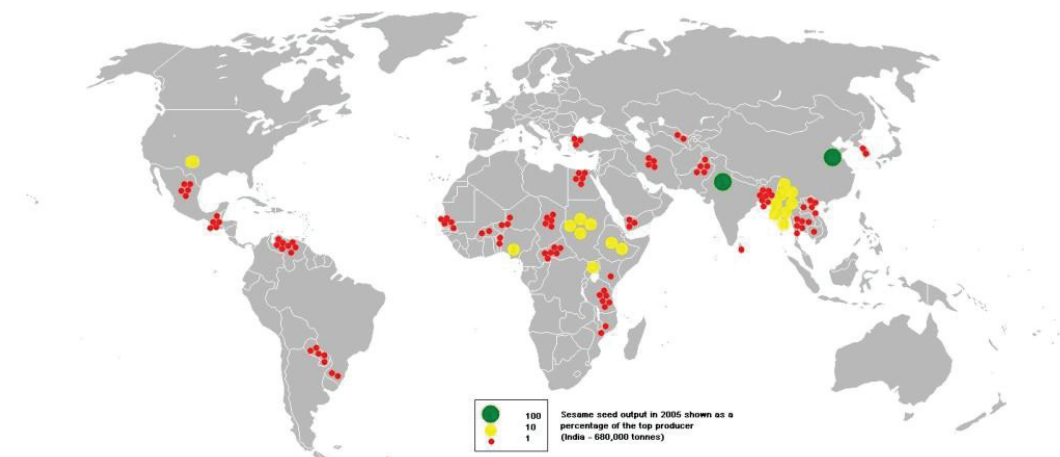 100
10
1
Sesame seed output in 2005 shown as a
percentage of the top producer
(India - 680,000 tonnes)